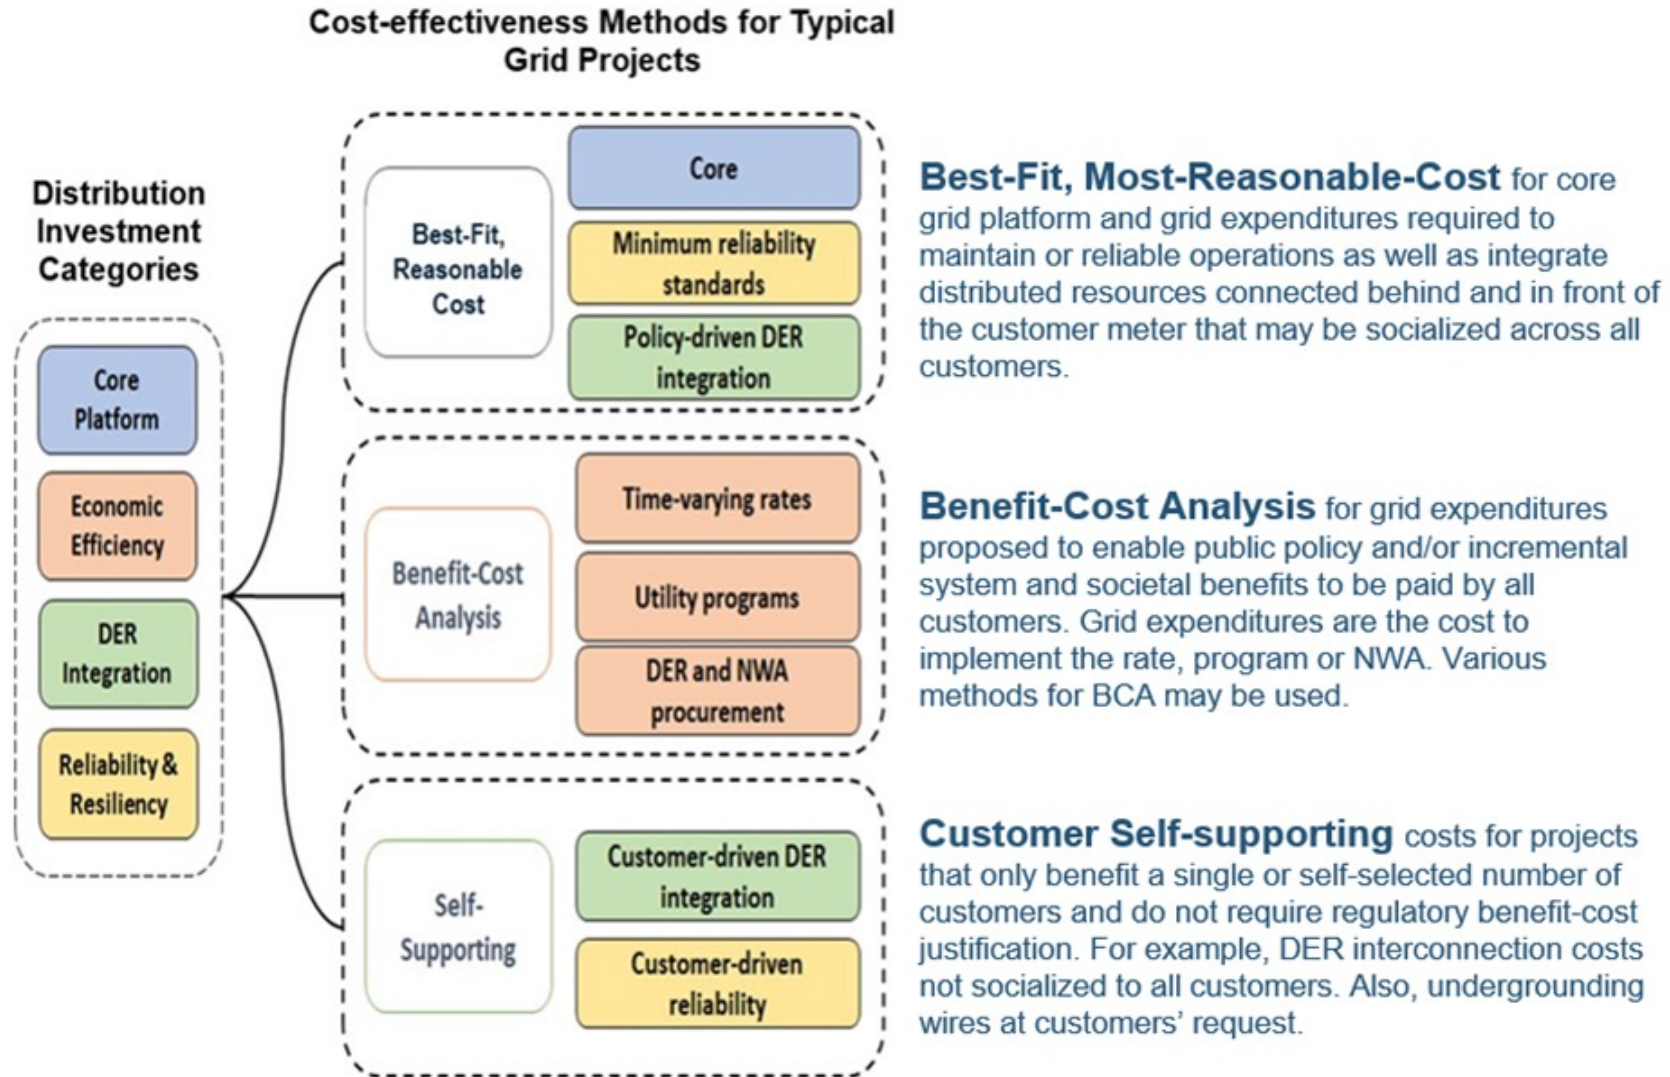 Cost-effectiveness Methods for Typical
Grid Projects
Distribution
Investment
Categories
Core
Platform
Economic
Efficiency
DER
Integration
Reliability &
Resiliency
Best-Fit,
Reasonable
Cost
Core
Minimum reliability
standards
Policy-driven DER
integration
Best-Fit, Most-Reasonable-Cost for core
grid platform and grid expenditures required to
maintain or reliable operations as well as integrate
distributed resources connected behind and in front of
the customer meter that may be socialized across all
customers.
Benefit-Cost
Analysis
Time-varying rates
Utility programs
DER and NWA
procurement
Benefit-Cost Analysis for grid expenditures
proposed to enable public policy and/or incremental
system and societal benefits to be paid by all
customers. Grid expenditures are the cost to
implement the rate, program or NWA. Various
methods for BCA may be used.
Self-
Supporting
Customer-driven DER
integration
Customer-driven
reliability
Customer Self-supporting costs for projects
that only benefit a single or self-selected number of
customers and do not require regulatory benefit-cost
justification. For example, DER interconnection costs
not socialized to all customers. Also, undergrounding
wires at customers' request.